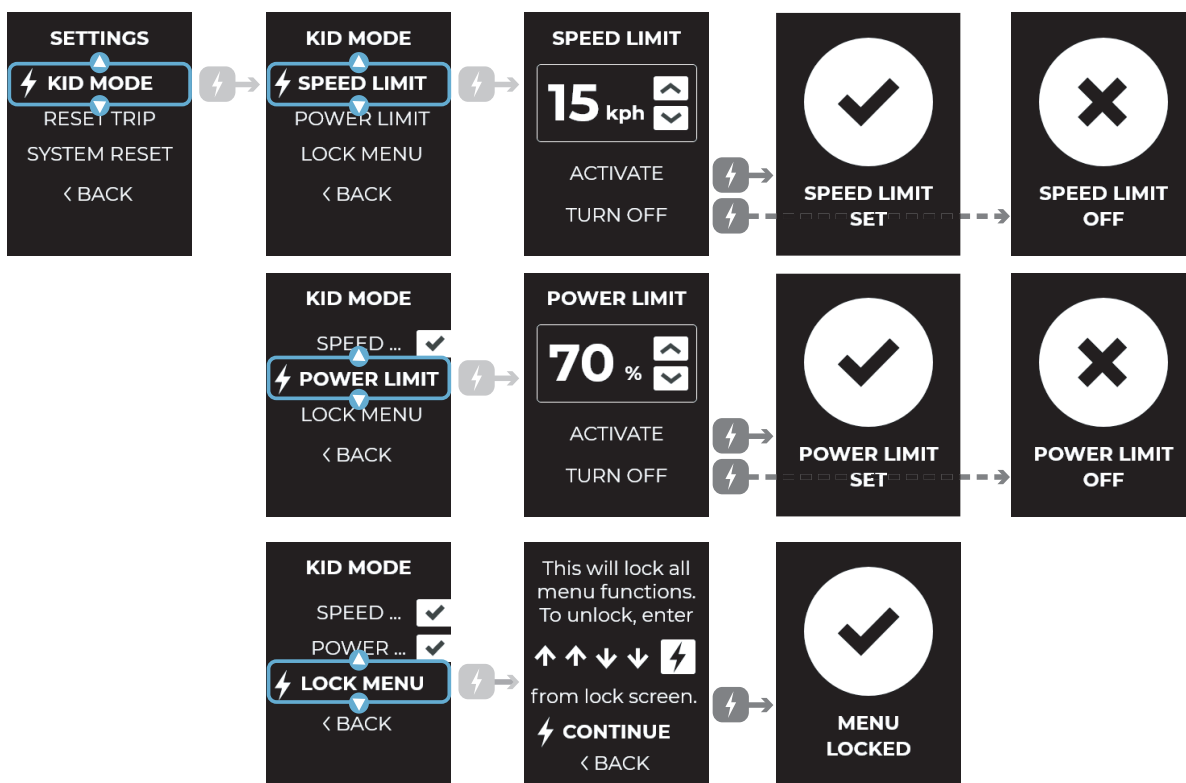 SETTINGS
KID MODE
RESET TRIP
SYSTEM RESET
< BACK
KID MODE
SPEED LIMIT
POWER LIMIT
LOCK MENU
< BACK
SPEED LIMIT
15 kph
ACTIVATE
TURN OFF
SPEED LIMIT
SET
SPEED LIMIT
OFF
KID MODE
SPEED ...
POWER LIMIT
LOCK MENU
< BACK
POWER LIMIT
70 %
ACTIVATE
TURN OFF
POWER LIMIT
SET
POWER LIMIT
OFF
KID MODE
SPEED ...
POWER ...
LOCK MENU
< BACK
This will lock all
menu functions.
To unlock, enter
↑ ↑ ↓ ↓
from lock screen.
CONTINUE
< BACK
MENU
LOCKED